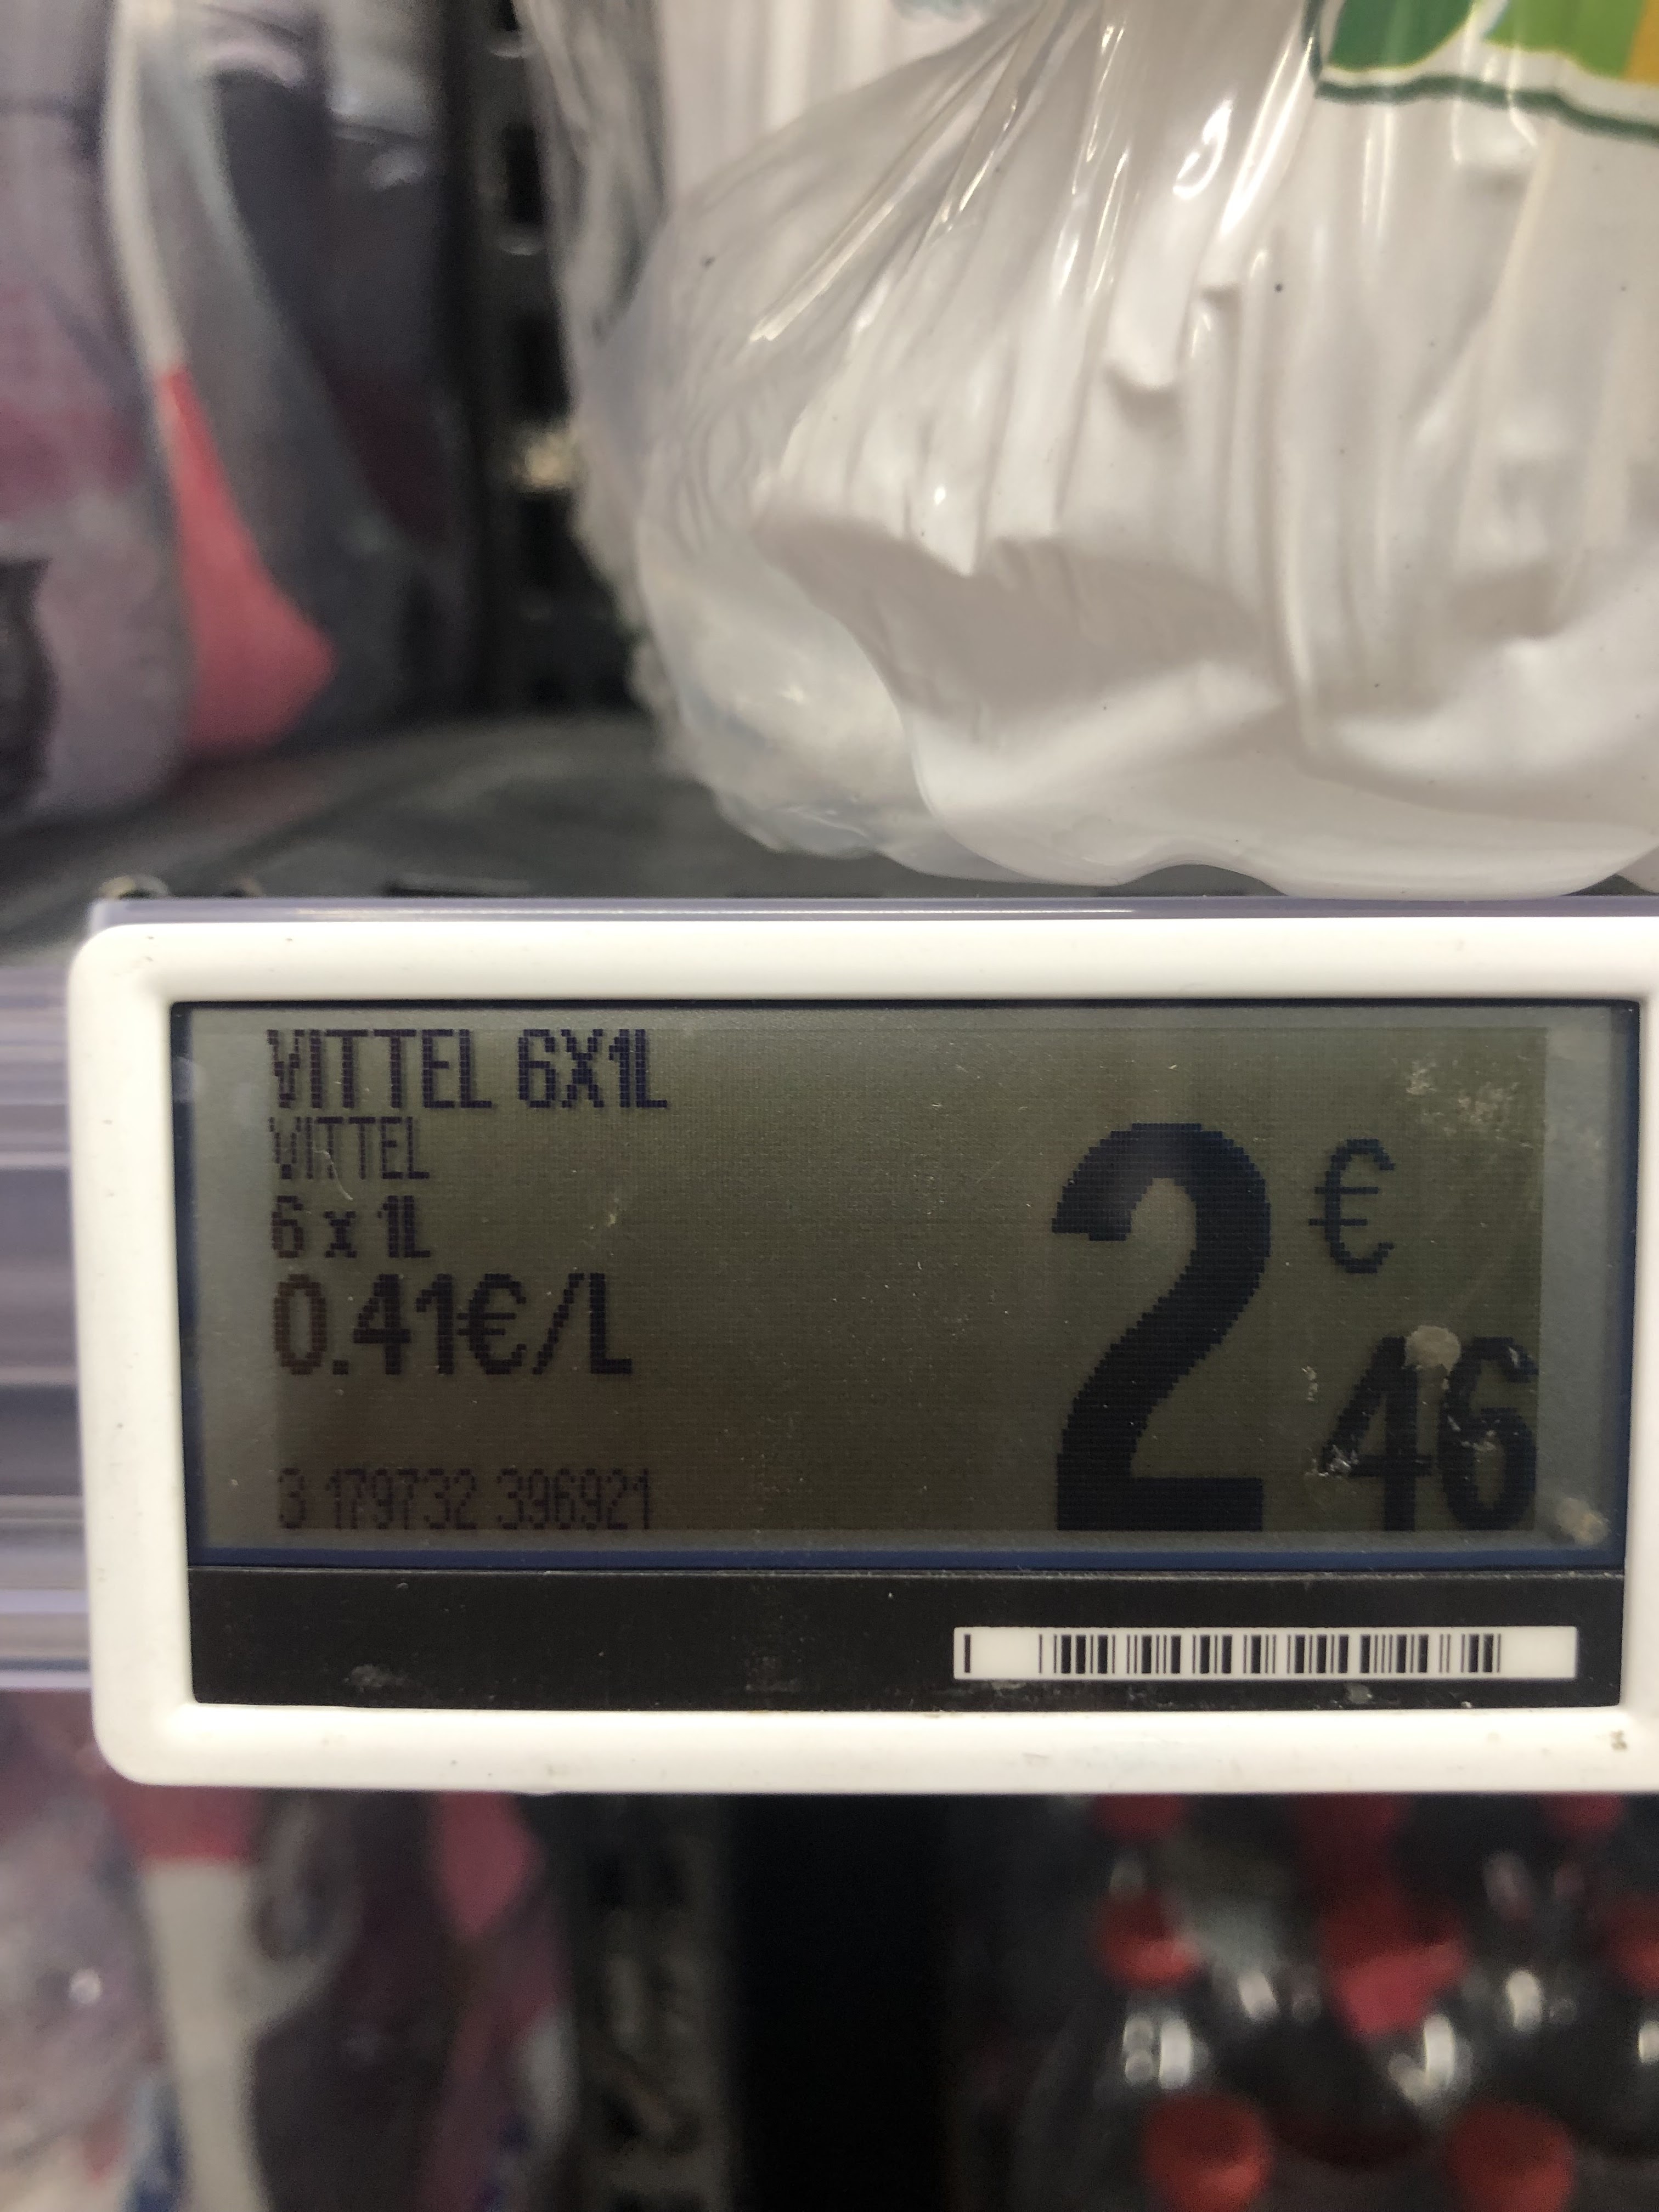 VITTEL 6X1L
VITTEL
6 x 1L
0.41€/L
2 € 46
3 179732 396921